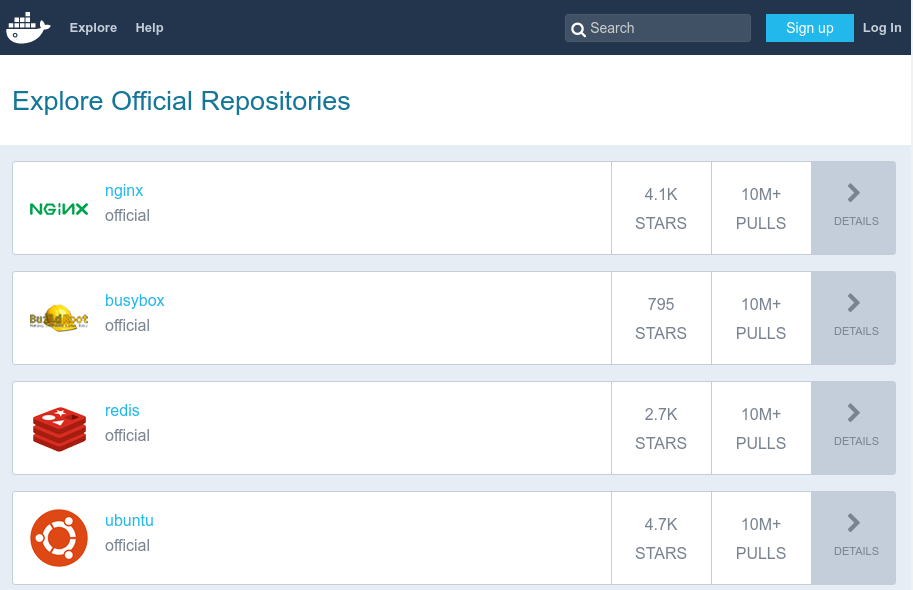 Explore Help Search Sign up Log In
Explore Official Repositories
NGiNX
nginx
official
4.1K
STARS
10M+
PULLS
DETAILS
BuildRoot
busybox
official
795
STARS
10M+
PULLS
DETAILS
redis
official
2.7K
STARS
10M+
PULLS
DETAILS
ubuntu
official
4.7K
STARS
10M+
PULLS
DETAILS